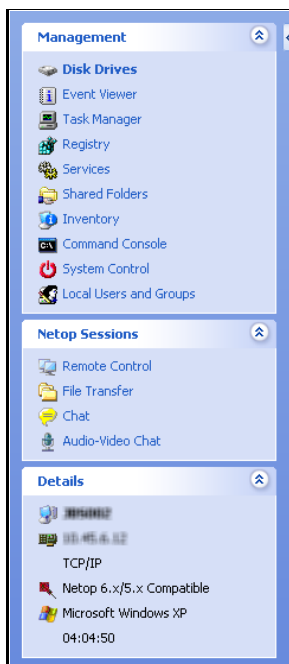 Management
Disk Drives
Event Viewer
Task Manager
Registry
Services
Shared Folders
Inventory
Command Console
System Control
Local Users and Groups
Netop Sessions
Remote Control
File Transfer
Chat
Audio-Video Chat
Details
TCP/IP
Netop 6.x/5.x Compatible
Microsoft Windows XP
04:04:50